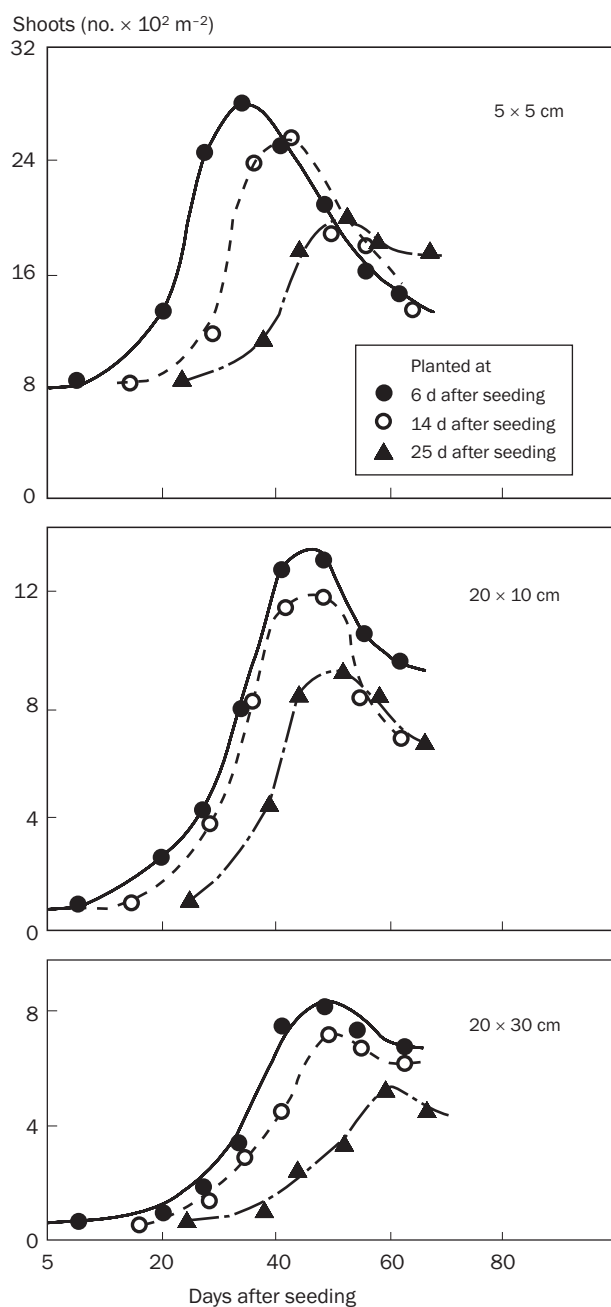 Shoots (no. × 10² m⁻²)
32
5 × 5 cm
24
16
Planted at
6 d after seeding
14 d after seeding
25 d after seeding
8
0
12
20 × 10 cm
8
4
0
8
20 × 30 cm
4
0
5 20 40 60 80
Days after seeding